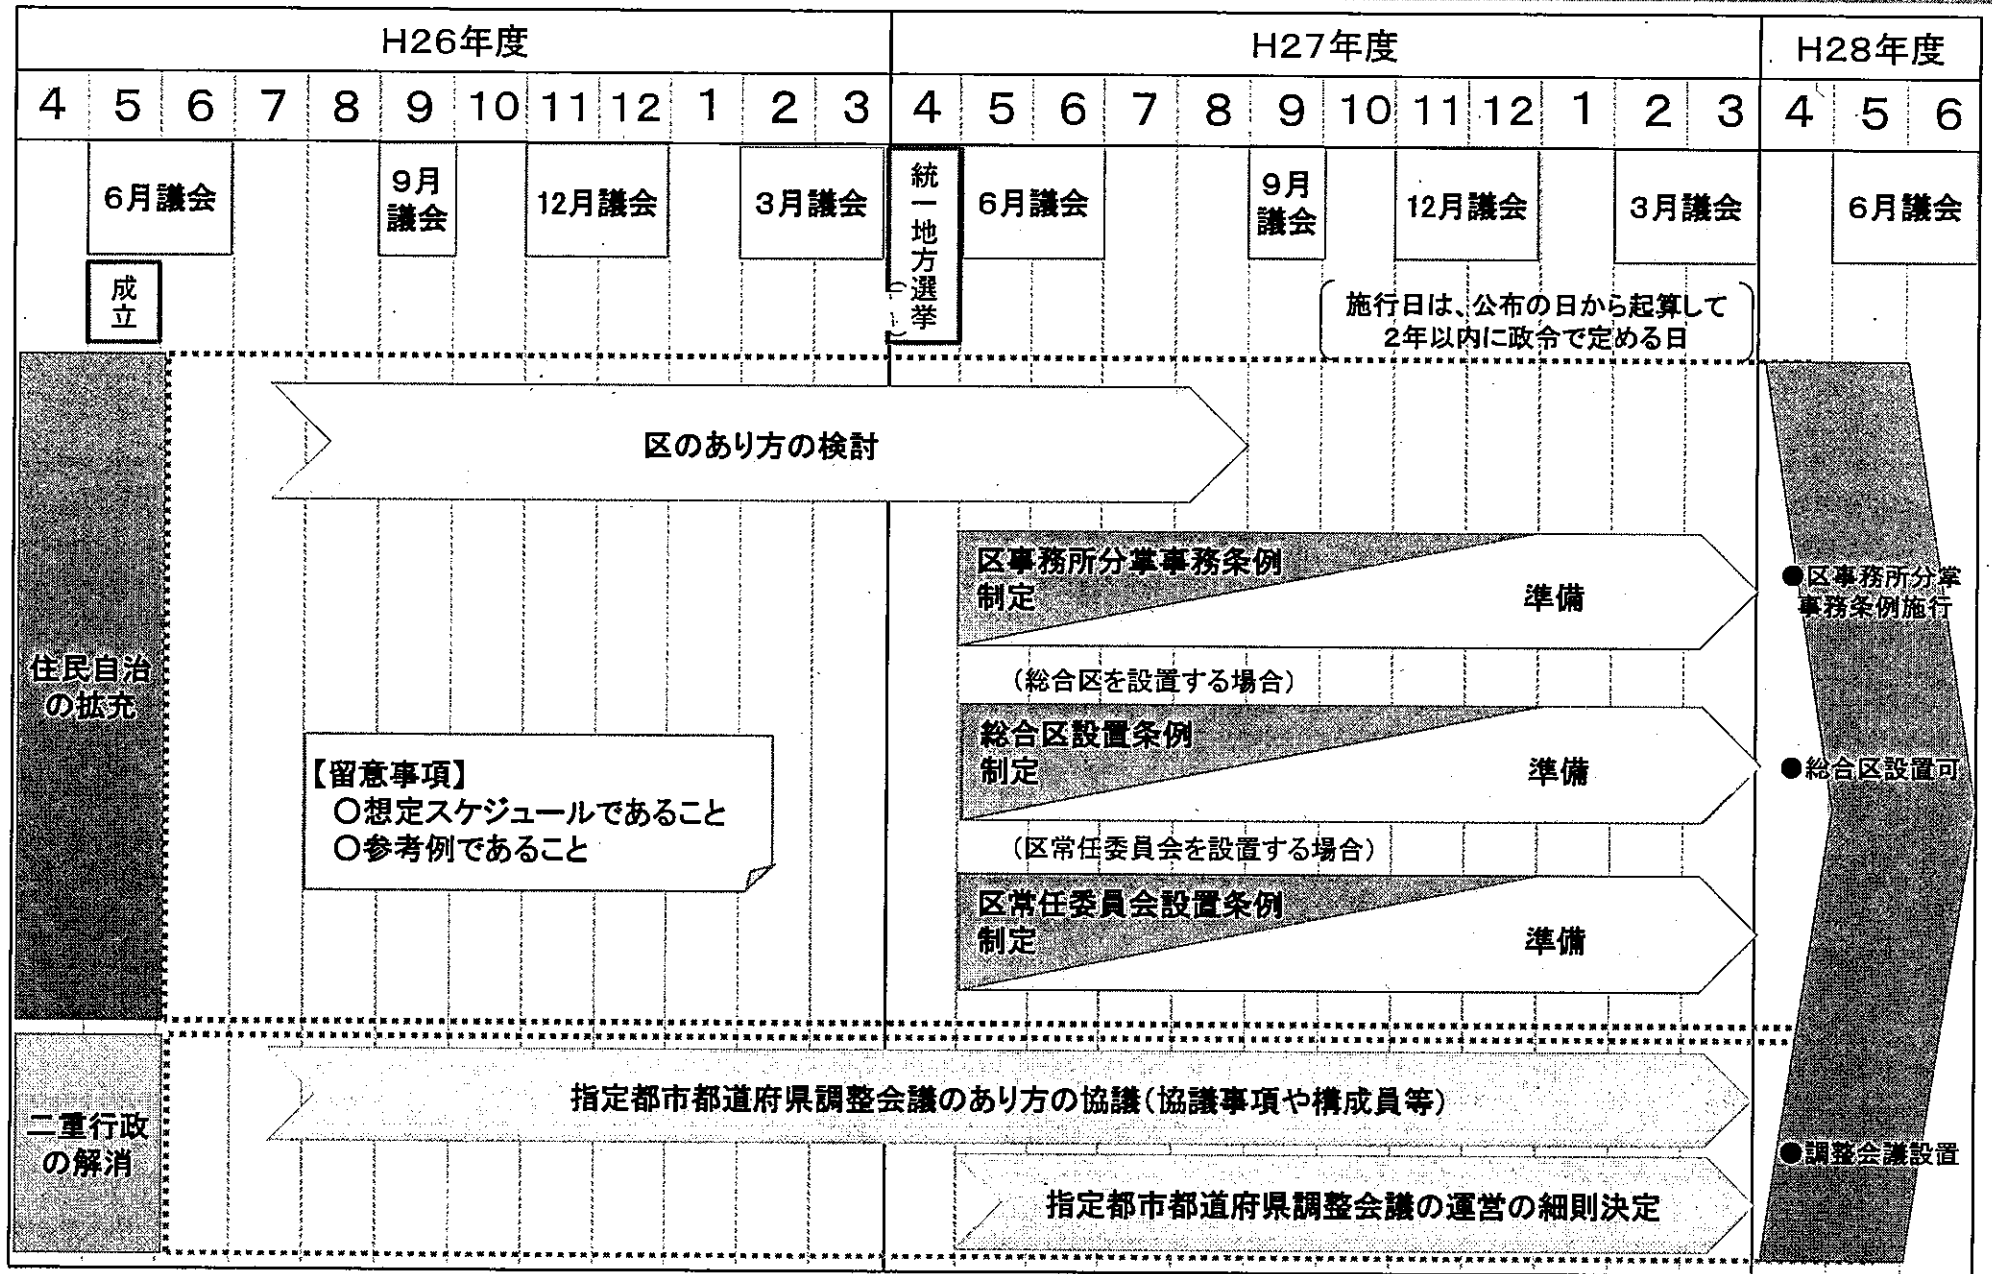 H26年度 H27年度 H28年度
4 5 6 7 8 9 10 11 12 1 2 3 4 5 6 7 8 9 10 11 12 1 2 3 4 5 6
6月議会
9月
議会
12月議会
3月議会
統一地方選挙
6月議会
9月
議会
12月議会
3月議会
6月議会
成立
施行日は、公布の日から起算して
2年以内に政令で定める日
住民自治
の拡充
区のあり方の検討
区事務所分掌事務条例
制定
準備
●区事務所分掌
事務条例施行
(総合区を設置する場合)
総合区設置条例
制定
準備
●総合区設置可
【留意事項】
○想定スケジュールであること
○参考例であること
(区常任委員会を設置する場合)
区常任委員会設置条例
制定
準備
二重行政
の解消
指定都市都道府県調整会議のあり方の協議(協議事項や構成員等)
●調整会議設置
指定都市都道府県調整会議の運営の細則決定